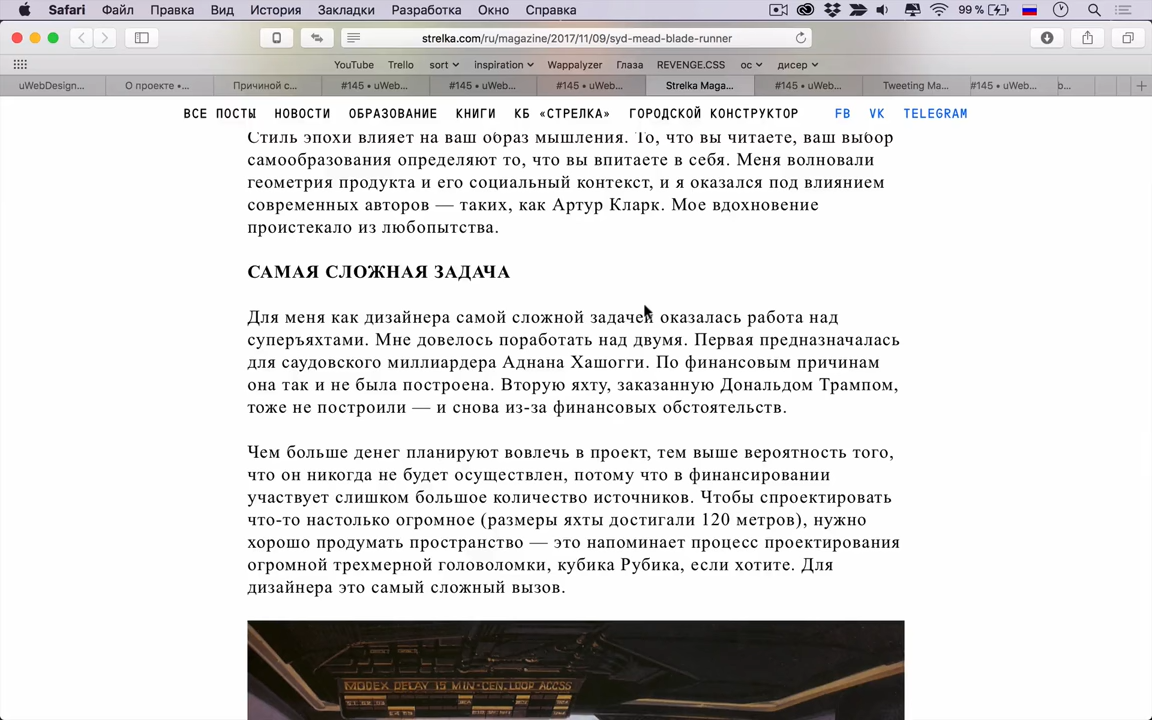 Safari Файл Правка Вид История Закладки Разработка Окно Справка 99 %
strelka.com/ru/magazine/2017/11/09/syd-mead-blade-runner
YouTube Trello sort inspiration Wappalyzer Глаза REVENGE.CSS ос дисер
uWebDesign... О проекте •... Причиной с... #145 • uWeb... #145 • uWeb... #145 • uWeb... Strelka Maga... #145 • uWeb... Tweeting Ma... #145 • uWeb... b...
ВСЕ ПОСТЫ НОВОСТИ ОБРАЗОВАНИЕ КНИГИ КБ «СТРЕЛКА» ГОРОДСКОЙ КОНСТРУКТОР FB VK TELEGRAM
Стиль эпохи влияет на ваш образ мышления. То, что вы читаете, ваш выбор
самообразования определяют то, что вы впитаете в себя. Меня волновали
геометрия продукта и его социальный контекст, и я оказался под влиянием
современных авторов — таких, как Артур Кларк. Мое вдохновение
проистекало из любопытства.
САМАЯ СЛОЖНАЯ ЗАДАЧА
Для меня как дизайнера самой сложной задачей оказалась работа над
суперъяхтами. Мне довелось поработать над двумя. Первая предназначалась
для саудовского миллиардера Аднана Хашогги. По финансовым причинам
она так и не была построена. Вторую яхту, заказанную Дональдом Трампом,
тоже не построили — и снова из-за финансовых обстоятельств.
Чем больше денег планируют вовлечь в проект, тем выше вероятность того,
что он никогда не будет осуществлен, потому что в финансировании
участвует слишком большое количество источников. Чтобы спроектировать
что-то настолько огромное (размеры яхты достигали 120 метров), нужно
хорошо продумать пространство — это напоминает процесс проектирования
огромной трехмерной головоломки, кубика Рубика, если хотите. Для
дизайнера это самый сложный вызов.
MODEX DELAY 15 MIN-CEN.LOOP ACCSS